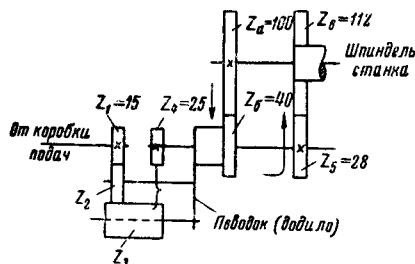 Zа=100
Zв=112
Шпиндель
станка
Z1=15
Z4=25
Zб=40
От коробки
подач
Z5=28
Z2
Поводок (водило)
Z3